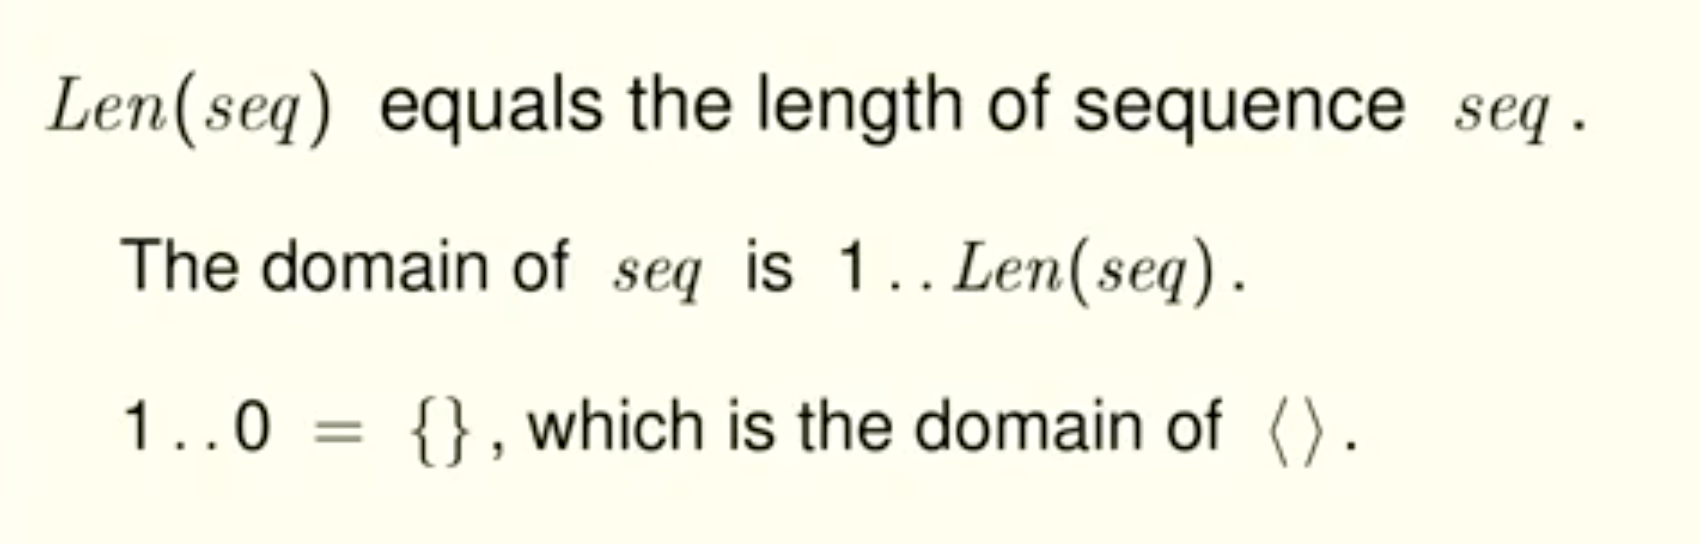 Len(seq) equals the length of sequence seq .
The domain of seq is 1 . . Len(seq) .
1 . . 0 = {} , which is the domain of ⟨⟩ .